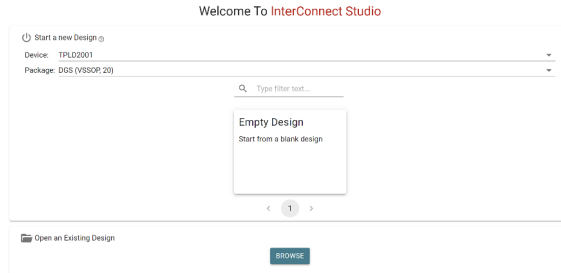 Welcome To InterConnect Studio
Start a new Design
Device: TPLD2001
Package: DGS (VSSOP, 20)
Type filter text...
Empty Design
Start from a blank design
< 1 >
Open an Existing Design
BROWSE